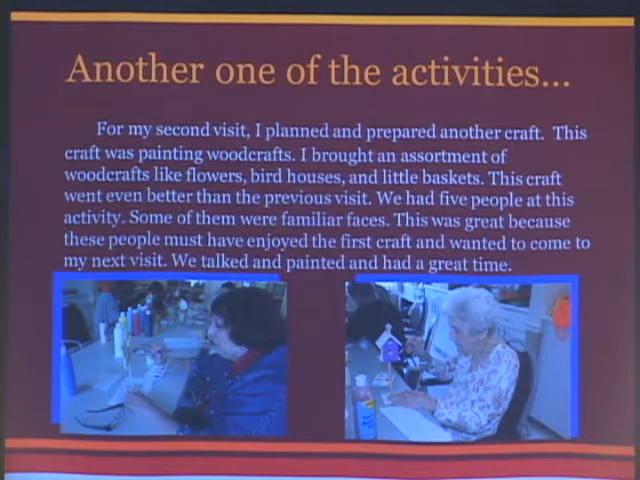 Another one of the activities...
For my second visit, I planned and prepared another craft. This
craft was painting woodcrafts. I brought an assortment of
woodcrafts like flowers, bird houses, and little baskets. This craft
went even better than the previous visit. We had five people at this
activity. Some of them were familiar faces. This was great because
these people must have enjoyed the first craft and wanted to come to
my next visit. We talked and painted and had a great time.